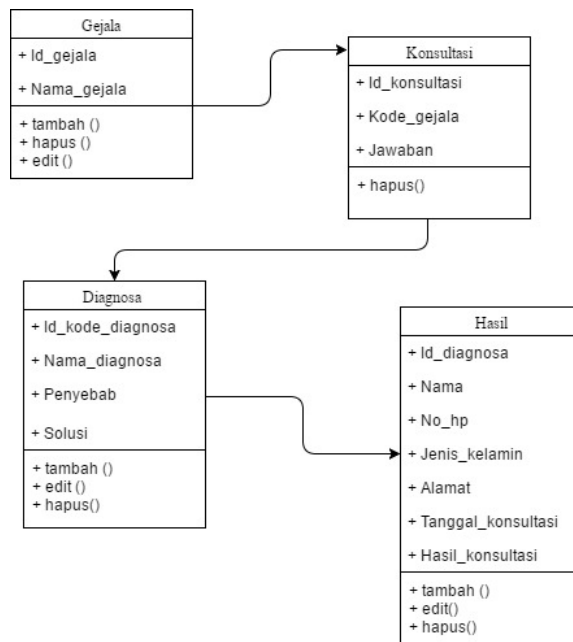 Gejala
+ Id_gejala
+ Nama_gejala
+ tambah ()
+ hapus ()
+ edit ()
Konsultasi
+ Id_konsultasi
+ Kode_gejala
+ Jawaban
+ hapus()
Diagnosa
+ Id_kode_diagnosa
+ Nama_diagnosa
+ Penyebab
+ Solusi
+ tambah ()
+ edit ()
+ hapus()
Hasil
+ Id_diagnosa
+ Nama
+ No_hp
+ Jenis_kelamin
+ Alamat
+ Tanggal_konsultasi
+ Hasil_konsultasi
+ tambah ()
+ edit()
+ hapus()